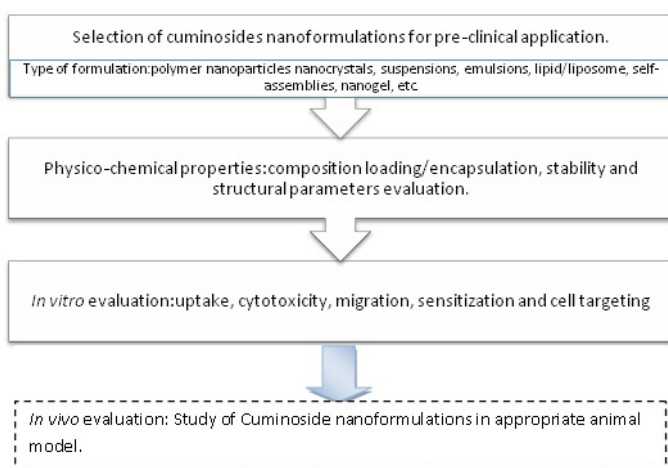 Selection of cuminosides nanoformulations for pre-clinical application.
Type of formulation:polymer nanoparticles nanocrystals, suspensions, emulsions, lipid/liposome, self-
assemblies, nanogel, etc
Physico-chemical properties:composition loading/encapsulation, stability and
structural parameters evaluation.
In vitro evaluation:uptake, cytotoxicity, migration, sensitization and cell targeting
In vivo evaluation: Study of Cuminoside nanoformulations in appropriate animal
model.